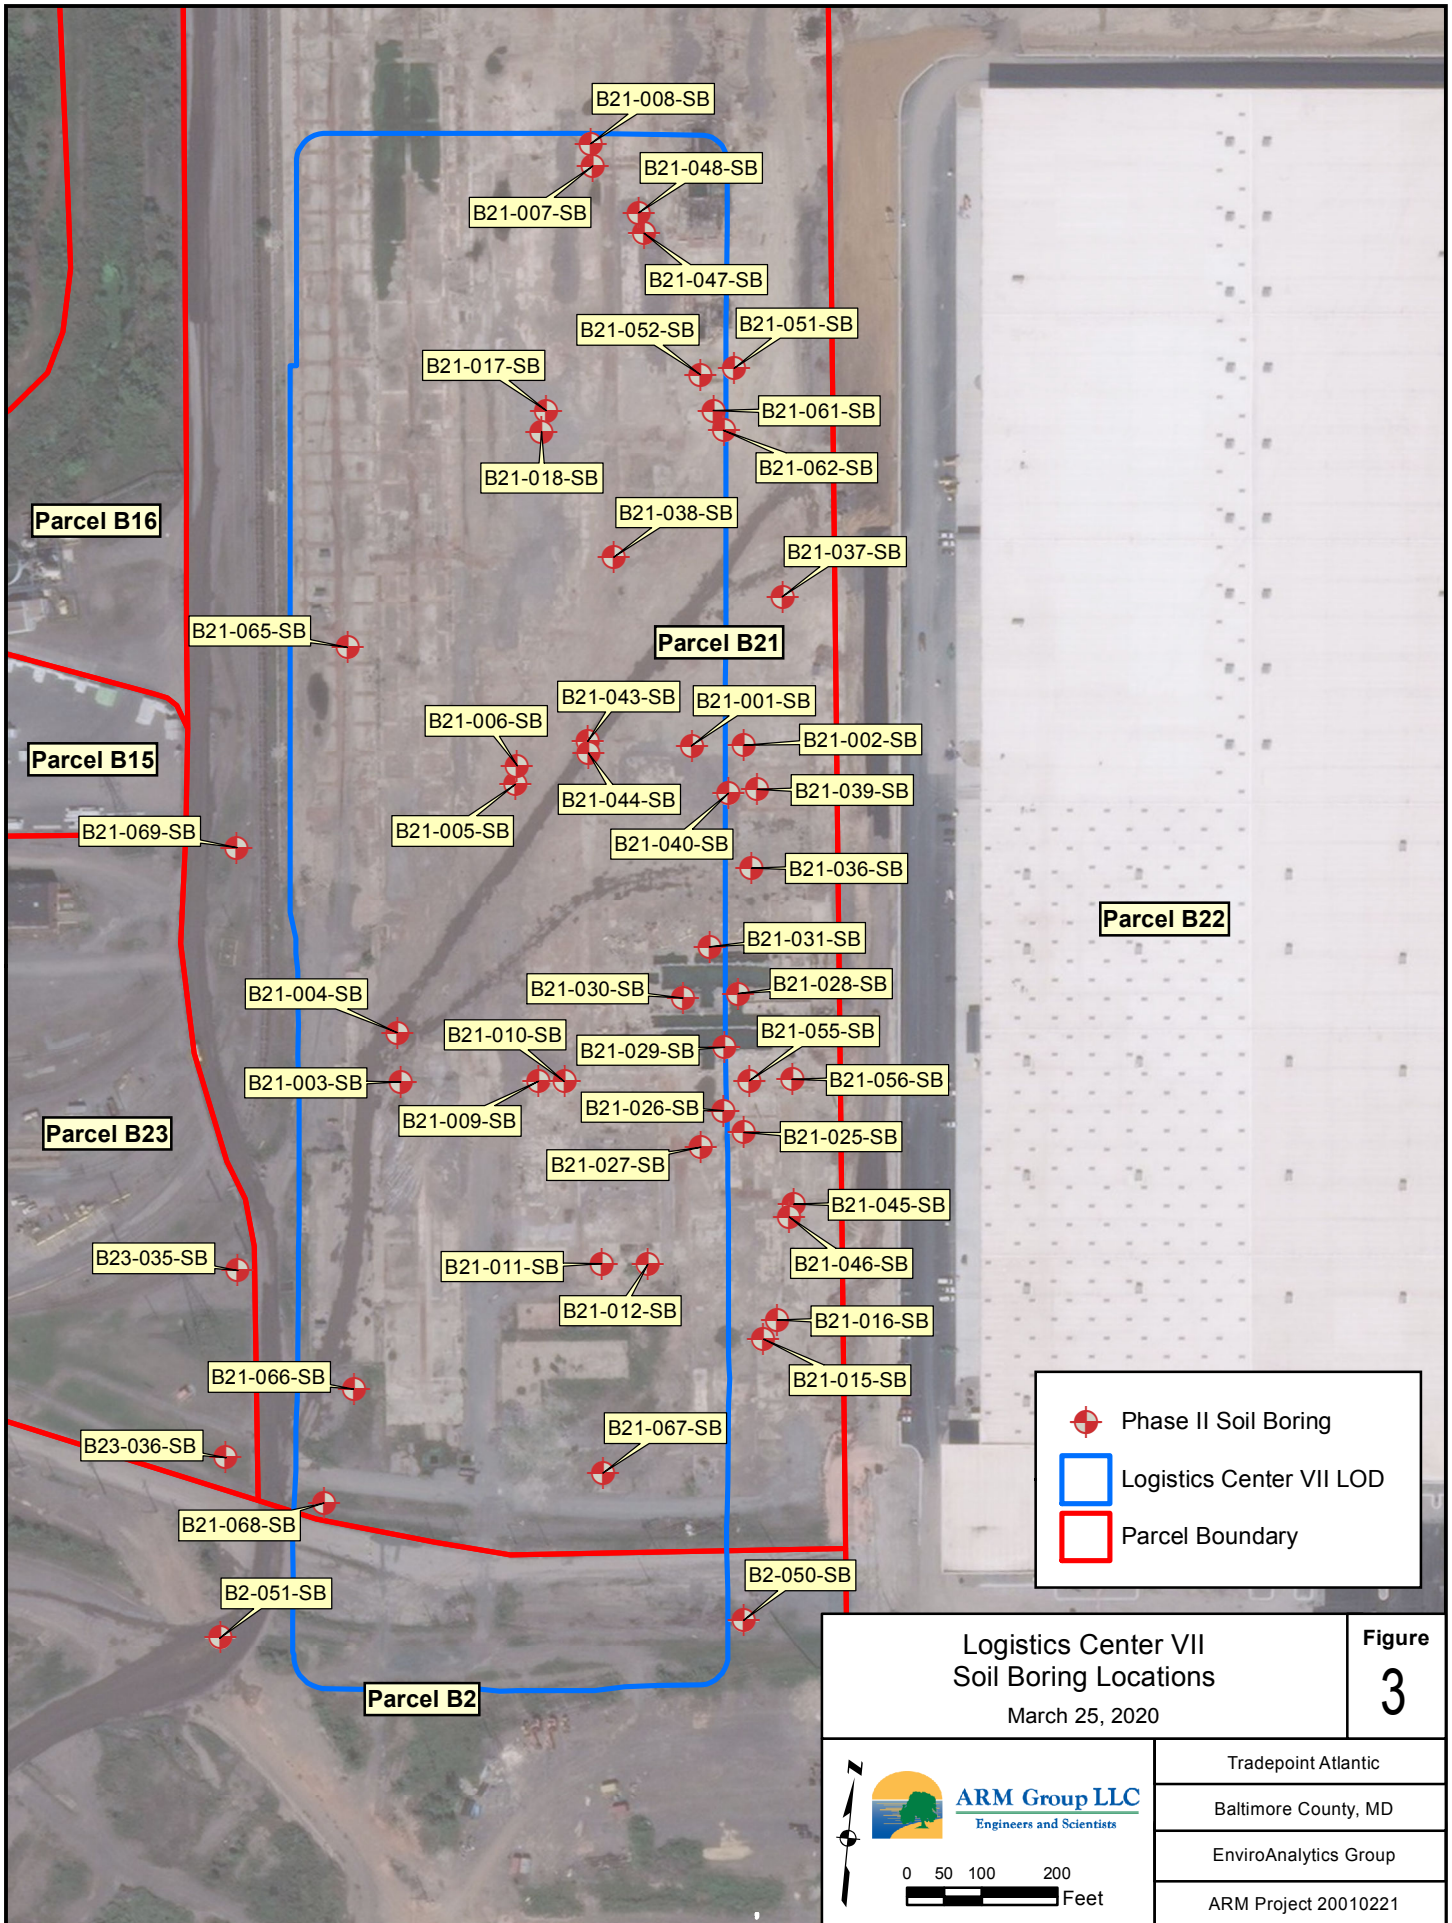 B21-008-SB
B21-048-SB
B21-007-SB
B21-047-SB
B21-051-SB
B21-052-SB
B21-017-SB
B21-061-SB
B21-062-SB
B21-018-SB
B21-038-SB
Parcel B16
B21-037-SB
B21-065-SB
Parcel B21
B21-043-SB
B21-001-SB
B21-006-SB
B21-002-SB
Parcel B15
B21-039-SB
B21-044-SB
B21-005-SB
B21-069-SB
B21-040-SB
B21-036-SB
Parcel B22
B21-031-SB
B21-004-SB
B21-030-SB
B21-028-SB
B21-010-SB
B21-055-SB
B21-029-SB
B21-003-SB
B21-056-SB
B21-009-SB
B21-026-SB
Parcel B23
B21-025-SB
B21-027-SB
B21-045-SB
B23-035-SB
B21-011-SB
B21-046-SB
B21-012-SB
B21-016-SB
B21-066-SB
B21-015-SB
B21-067-SB
B23-036-SB
B21-068-SB
B2-051-SB
B2-050-SB
Parcel B2
Phase II Soil Boring
Logistics Center VII LOD
Parcel Boundary
Logistics Center VII
Soil Boring Locations
March 25, 2020
Figure
3
Z
ARM Group LLC
Engineers and Scientists
0 50 100 200
Feet
Tradepoint Atlantic
Baltimore County, MD
EnviroAnalytics Group
ARM Project 20010221